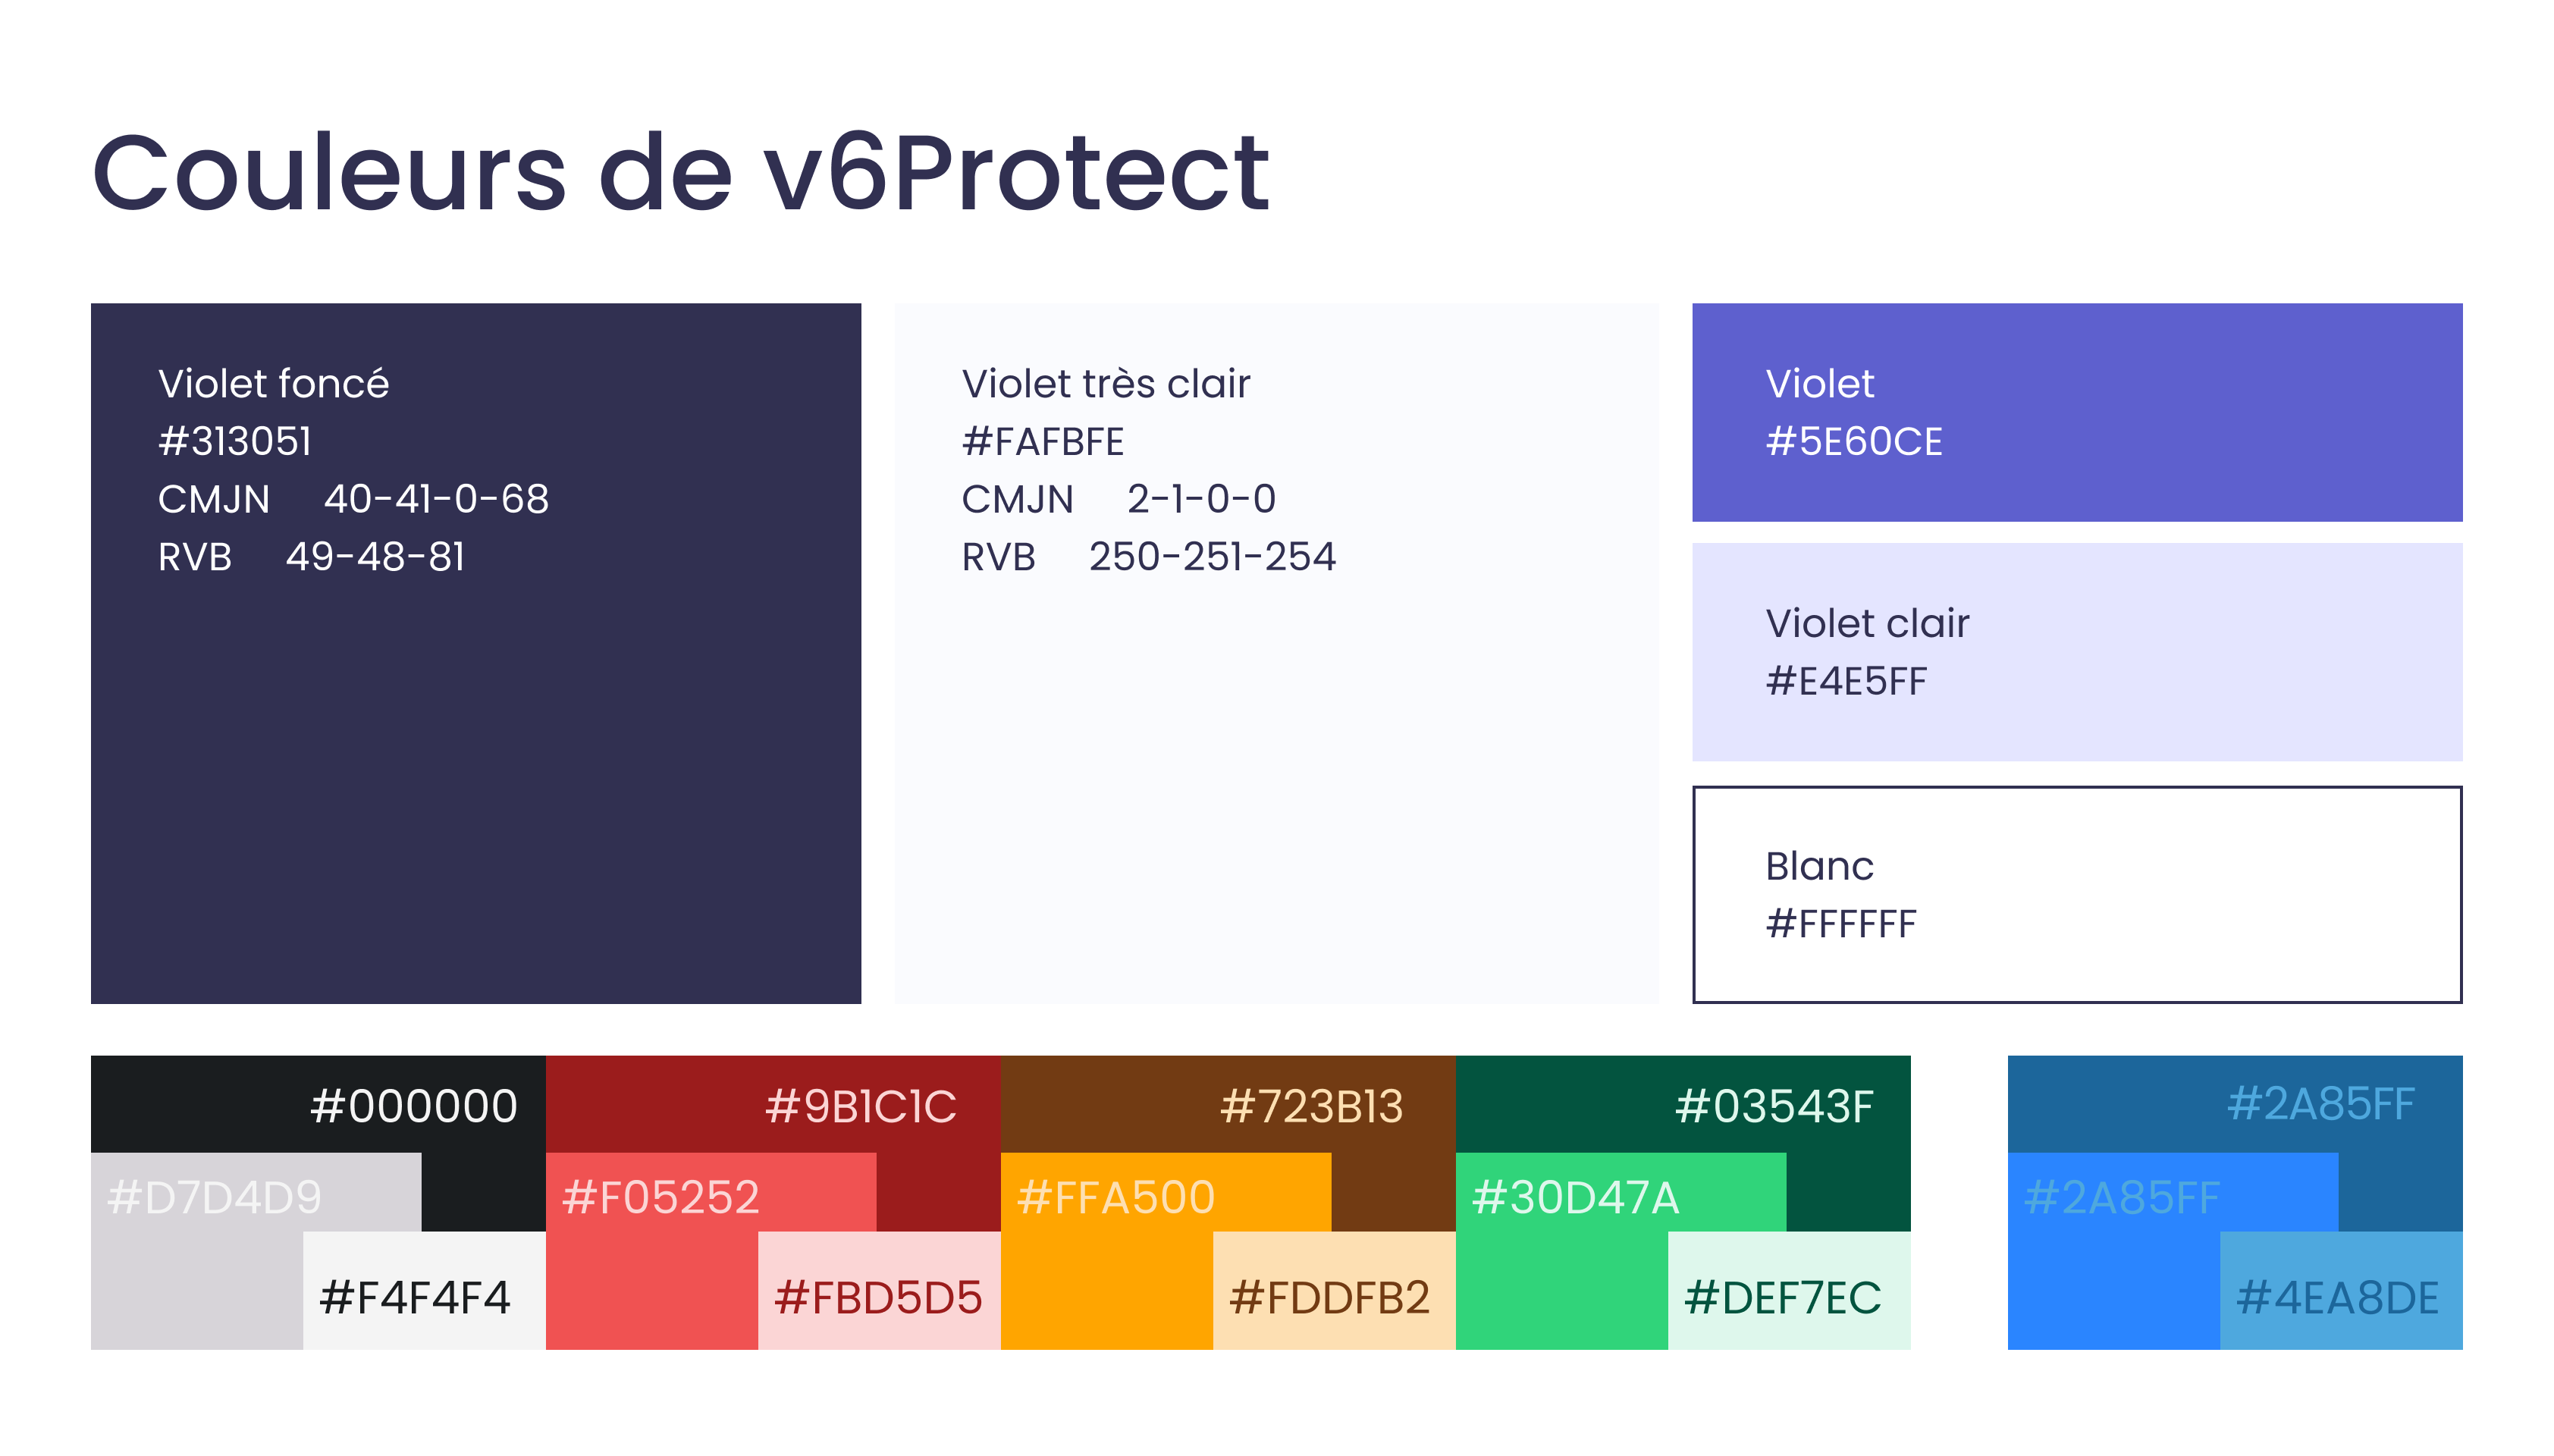 Couleurs de v6Protect
Violet foncé
#313051
CMJN 40-41-0-68
RVB 49-48-81
Violet très clair
#FAFBFE
CMJN 2-1-0-0
RVB 250-251-254
Violet
#5E60CE
Violet clair
#E4E5FF
Blanc
#FFFFFF
#000000
#D7D4D9
#F4F4F4
#9B1C1C
#F05252
#FBD5D5
#723B13
#FFA500
#FDDFB2
#03543F
#30D47A
#DEF7EC
#2A85FF
#2A85FF
#4EA8DE